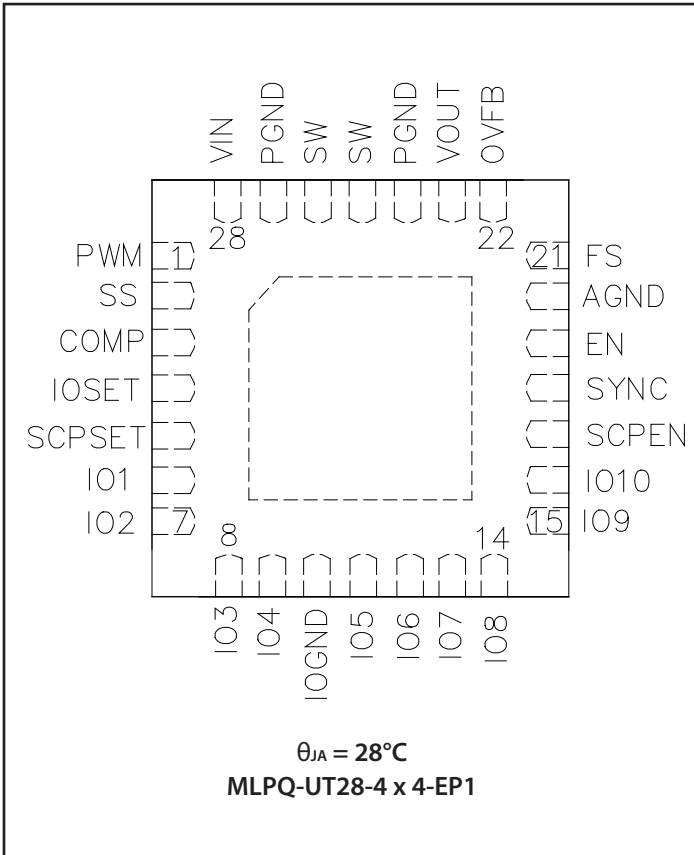 VIN
PGND
SW
SW
PGND
VOUT
OVFB
28
22
PWM 1
SS
COMP
IOSET
SCPSET
IO1
IO2 7
21 FS
AGND
EN
SYNC
SCPEN
IO10
15 IO9
8
14
IO3
IO4
IOGND
IO5
IO6
IO7
IO8
θJA = 28°C
MLPQ-UT28-4 x 4-EP1